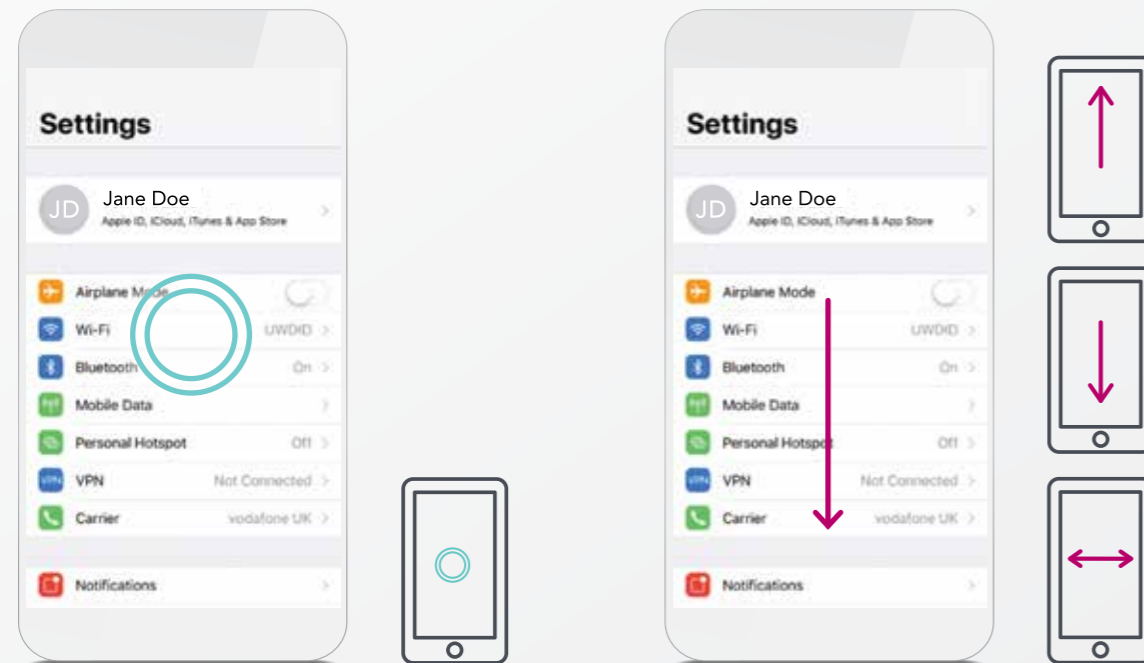 Settings
JD
Jane Doe
Apple ID, iCloud, iTunes & App Store
Airplane Mode
Wi-Fi UWDID
Bluetooth On
Mobile Data
Personal Hotspot Off
VPN VPN Not Connected
Carrier vodafone UK
Notifications
Settings
JD
Jane Doe
Apple ID, iCloud, iTunes & App Store
Airplane Mode
Wi-Fi UWDID
Bluetooth On
Mobile Data
Personal Hotspot Off
VPN VPN Not Connected
Carrier vodafone UK
Notifications